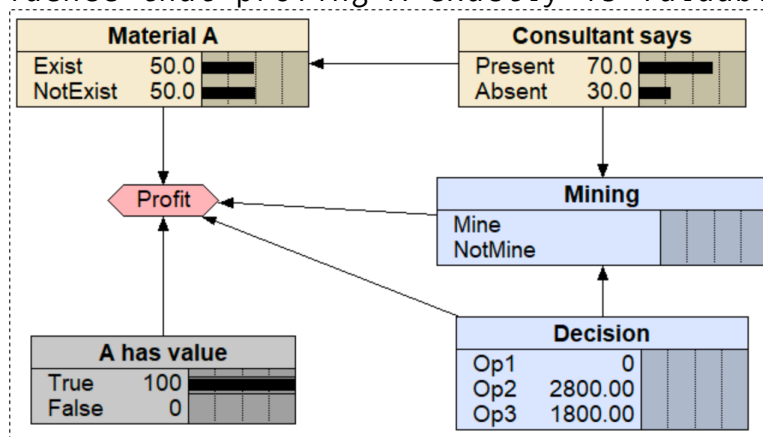 Material A
Exist 50.0
NotExist 50.0
Consultant says
Present 70.0
Absent 30.0
Profit
Mining
Mine
NotMine
A has value
True 100
False 0
Decision
Op1 0
Op2 2800.00
Op3 1800.00